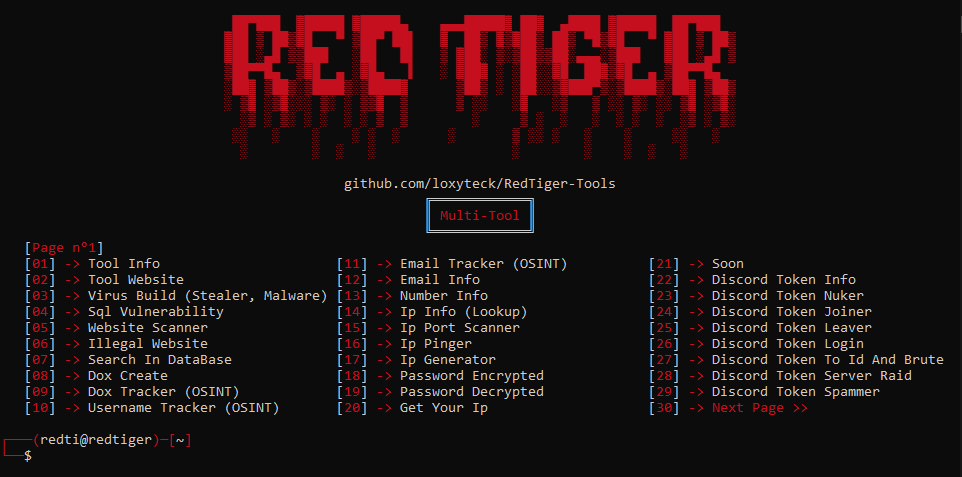 RED TIGER
github.com/loxyteck/RedTiger-Tools
Multi-Tool
[Page n°1]
[01] -> Tool Info [11] -> Email Tracker (OSINT) [21] -> Soon
[02] -> Tool Website [12] -> Email Info [22] -> Discord Token Info
[03] -> Virus Build (Stealer, Malware) [13] -> Number Info [23] -> Discord Token Nuker
[04] -> Sql Vulnerability [14] -> Ip Info (Lookup) [24] -> Discord Token Joiner
[05] -> Website Scanner [15] -> Ip Port Scanner [25] -> Discord Token Leaver
[06] -> Illegal Website [16] -> Ip Pinger [26] -> Discord Token Login
[07] -> Search In DataBase [17] -> Ip Generator [27] -> Discord Token To Id And Brute
[08] -> Dox Create [18] -> Password Encrypted [28] -> Discord Token Server Raid
[09] -> Dox Tracker (OSINT) [19] -> Password Decrypted [29] -> Discord Token Spammer
[10] -> Username Tracker (OSINT) [20] -> Get Your Ip [30] -> Next Page >>
(redti@redtiger)-[~]
$